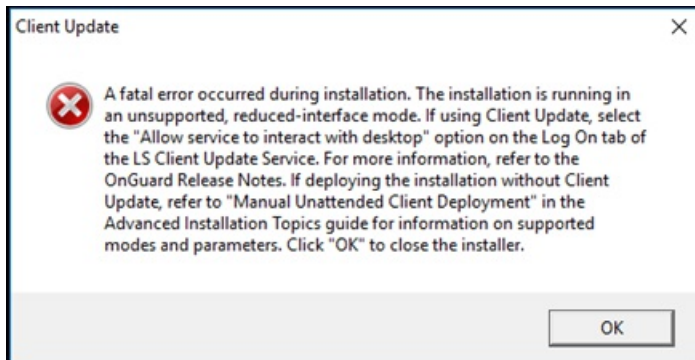 Client Update
A fatal error occurred during installation. The installation is running in
an unsupported, reduced-interface mode. If using Client Update, select
the "Allow service to interact with desktop" option on the Log On tab of
the LS Client Update Service. For more information, refer to the
OnGuard Release Notes. If deploying the installation without Client
Update, refer to "Manual Unattended Client Deployment" in the
Advanced Installation Topics guide for information on supported
modes and parameters. Click "OK" to close the installer.
OK